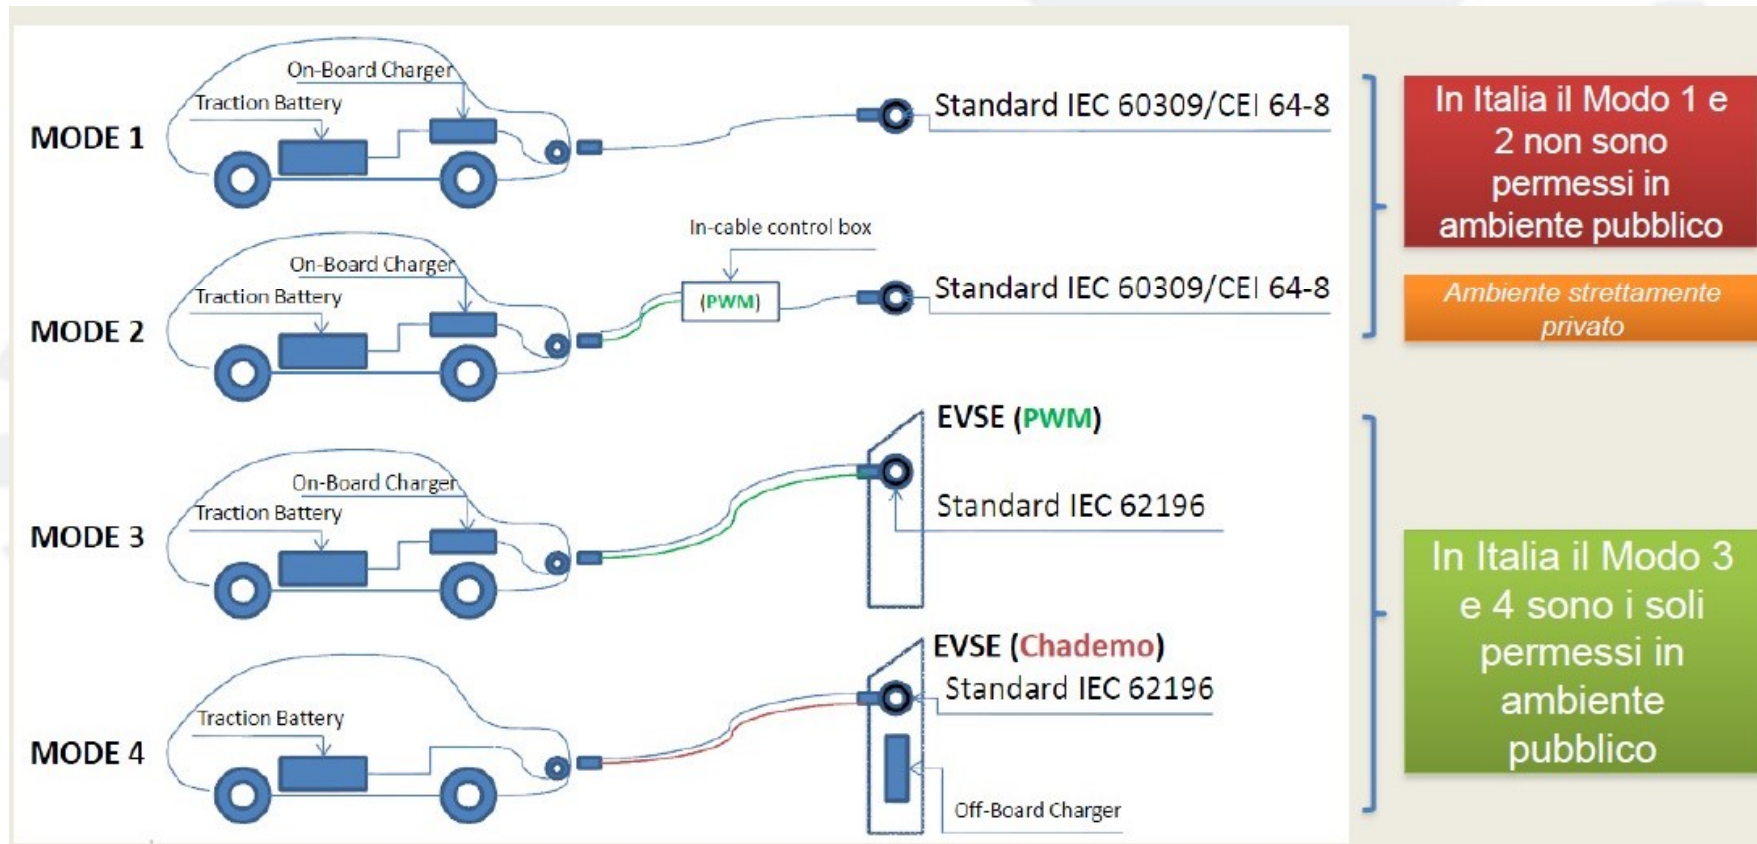 MODE 1
On-Board Charger
Traction Battery
Standard IEC 60309/CEI 64-8
MODE 2
On-Board Charger
Traction Battery
In-cable control box
(PWM)
Standard IEC 60309/CEI 64-8
In Italia il Modo 1 e
2 non sono
permessi in
ambiente pubblico
Ambiente strettamente
privato
MODE 3
On-Board Charger
Traction Battery
EVSE (PWM)
Standard IEC 62196
MODE 4
Traction Battery
EVSE (Chademo)
Standard IEC 62196
Off-Board Charger
In Italia il Modo 3
e 4 sono i soli
permessi in
ambiente
pubblico